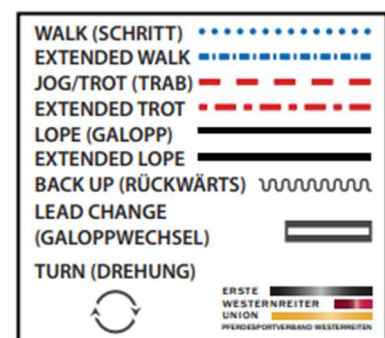 WALK (SCHRITT)
EXTENDED WALK
JOG/TROT (TRAB)
EXTENDED TROT
LOPE (GALOPP)
EXTENDED LOPE
BACK UP (RÜCKWÄRTS)
LEAD CHANGE
(GALOPPWECHSEL)
TURN (DREHUNG)
ERSTE
WESTERNREITER
UNION
PFERDESPORTVERBAND WESTERNREITEN